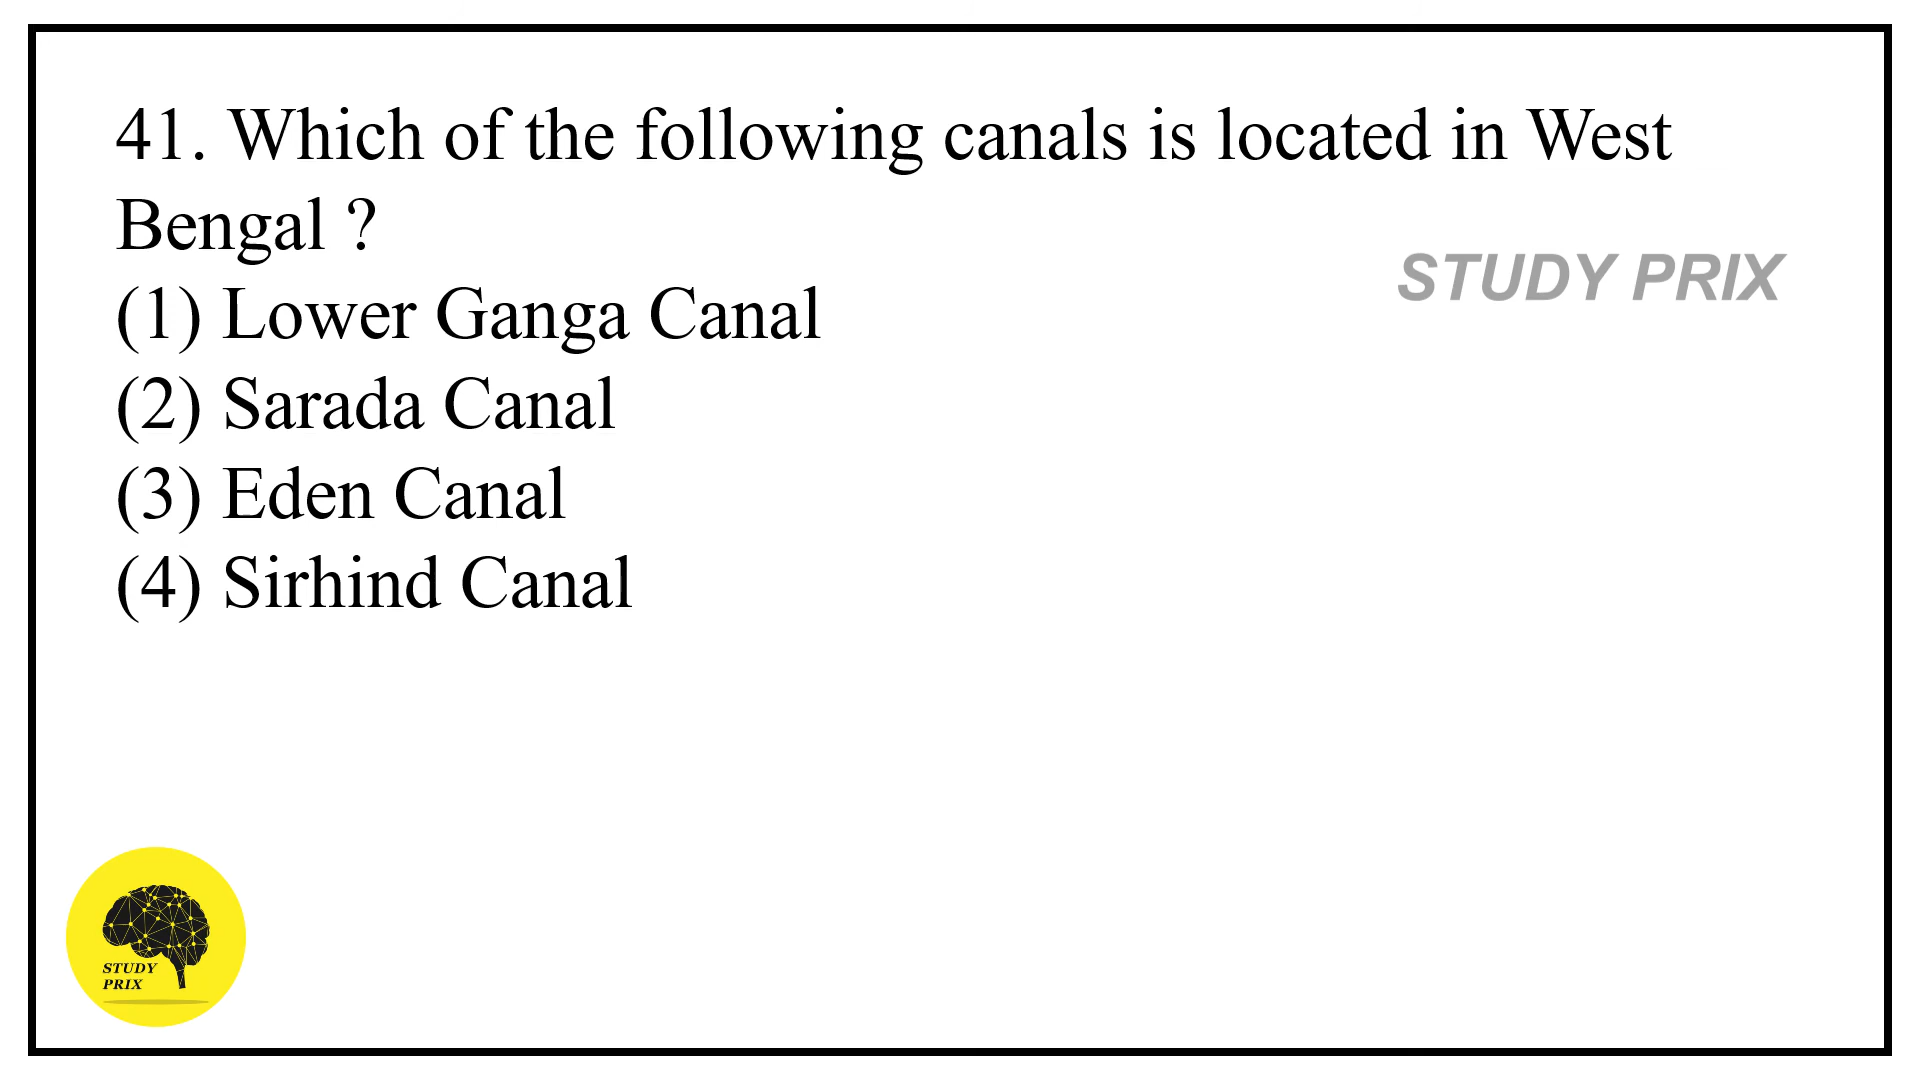 41. Which of the following canals is located in West
Bengal ?
STUDY PRIX
(1) Lower Ganga Canal
(2) Sarada Canal
(3) Eden Canal
(4) Sirhind Canal
STUDY
PRIX